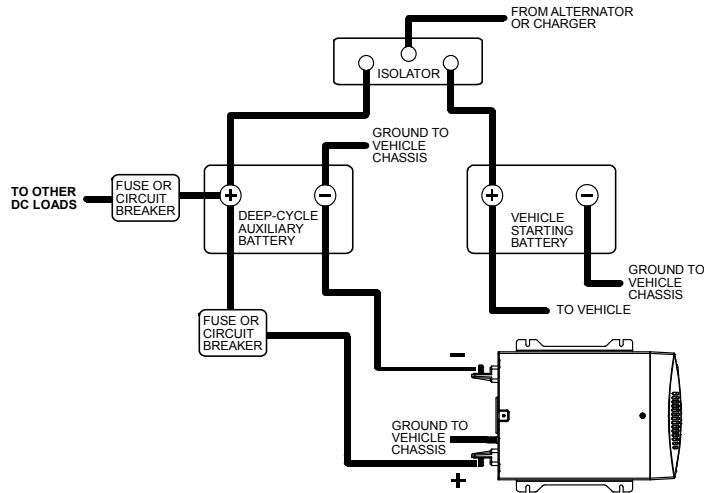 FROM ALTERNATOR
OR CHARGER
ISOLATOR
GROUND TO
VEHICLE
CHASSIS
TO OTHER
DC LOADS
FUSE OR
CIRCUIT
BREAKER
+
−
DEEP-CYCLE
AUXILIARY
BATTERY
+
−
VEHICLE
STARTING
BATTERY
GROUND TO
VEHICLE
CHASSIS
TO VEHICLE
FUSE OR
CIRCUIT
BREAKER
−
GROUND TO
VEHICLE
CHASSIS
+